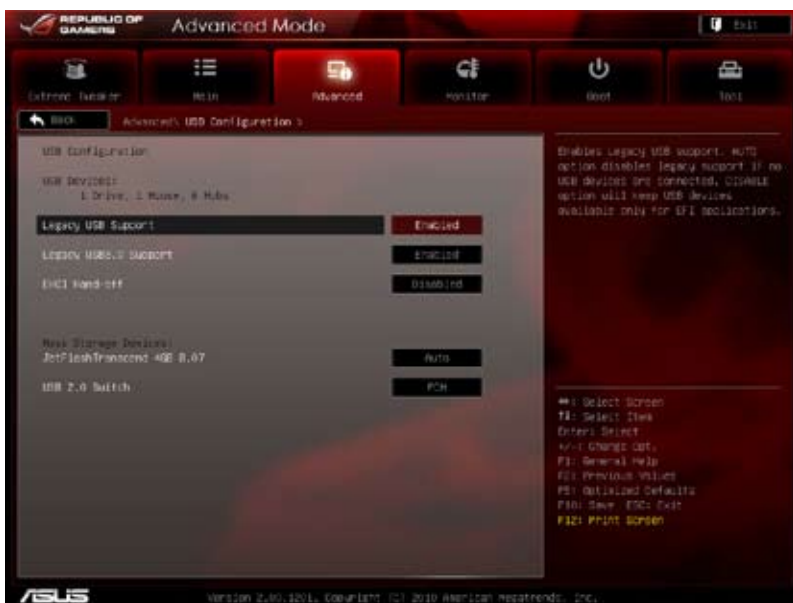 REPUBLIC OF GAMERS
Advanced Mode
Exit
Extreme Tweaker
Main
Advanced
Monitor
Boot
Tool
Back
Advanced\ USB Configuration >
USB Configuration
USB Devices:
1 Drive, 1 Mouse, 6 Hubs
Legacy USB Support
Enabled
Legacy USB3.0 Support
Enabled
EHCI Hand-off
Disabled
Mass Storage Devices:
JetFlashTranscend 4GB 8.07
Auto
USB 2.0 Switch
PCH
Enables Legacy USB support. AUTO
option disables legacy support if no
USB devices are connected, DISABLE
option will keep USB devices
available only for EFI applications.
→←: Select Screen
↑↓: Select Item
Enter: Select
+/-: Change Opt.
F1: General Help
F2: Previous Values
F5: Optimized Defaults
F10: Save ESC: Exit
F12: Print Screen
ASUS
Version 2.00.1201. Copyright (C) 2010 American Megatrends, Inc.